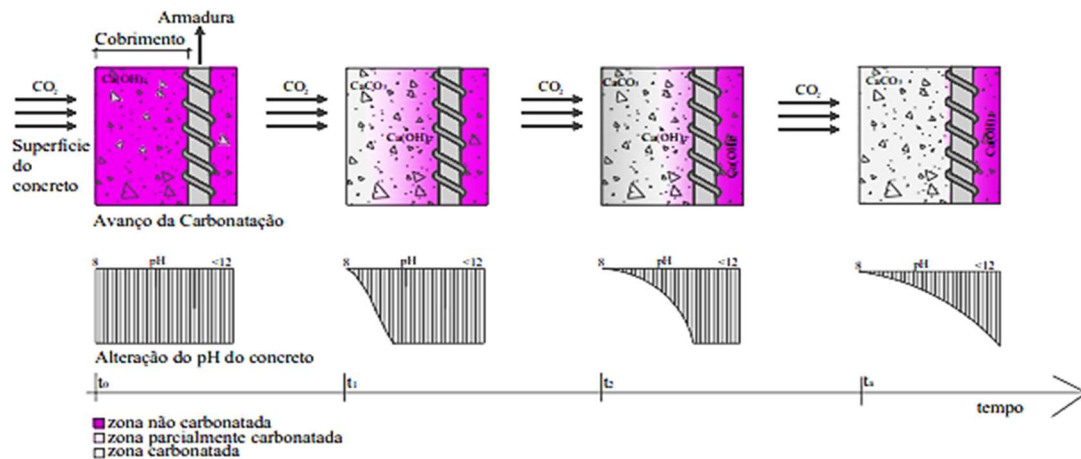 Armadura
Cobrimento
CO₂
CO₂
CO₂
CO₂
Superfície
do
concreto
Ca(OH)₂
CaCO₃
Ca(OH)₂
CaCO₃
Ca(OH)₂
Ca(OH)₂
CaCO₃
Ca(OH)₂
Avanço da Carbonatação
8 pH <12
8 pH <12
8 pH <12
8 pH <12
Alteração do pH do concreto
t₀
t₁
t₂
tempo
zona não carbonatada
zona parcialmente carbonatada
zona carbonatada